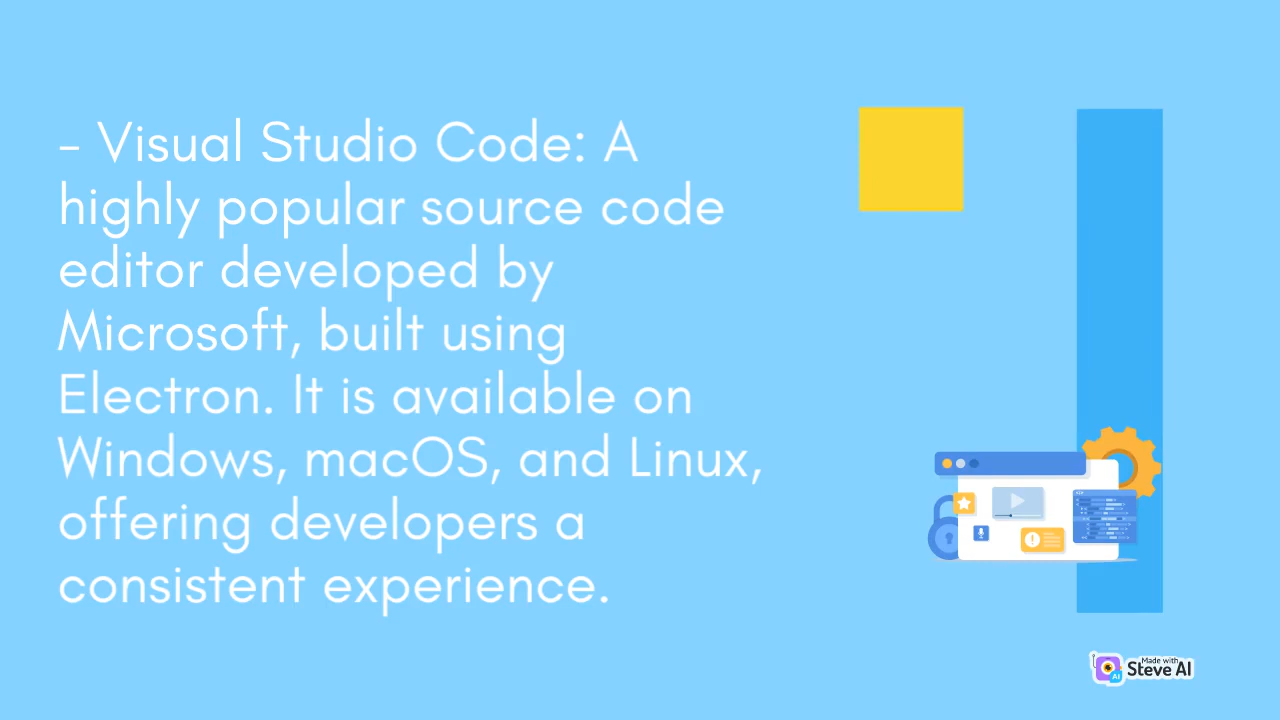 - Visual Studio Code: A
highly popular source code
editor developed by
Microsoft, built using
Electron. It is available on
Windows, macOS, and Linux,
offering developers a
consistent experience.
Made with
Steve AI
AI